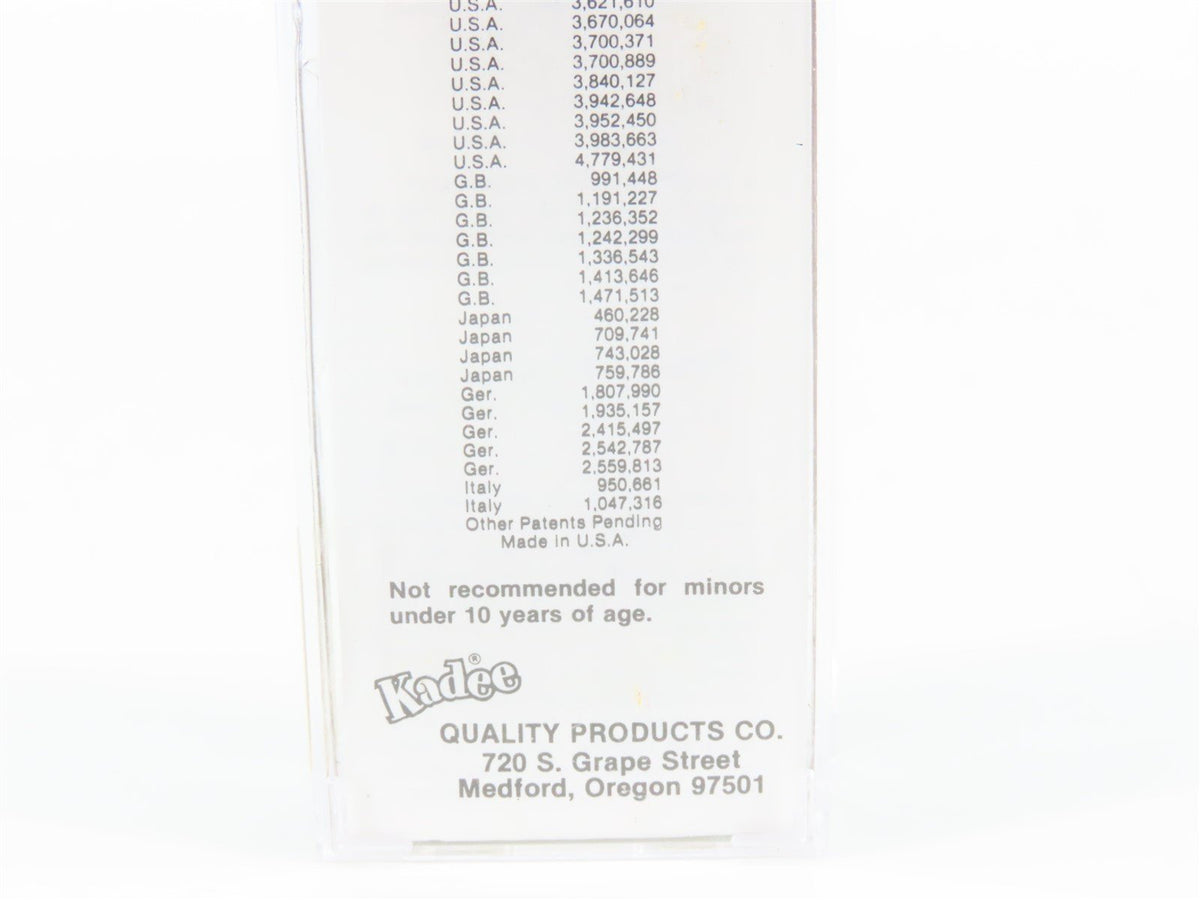 U.S.A. 3,621,610
U.S.A. 3,670,064
U.S.A. 3,700,371
U.S.A. 3,700,889
U.S.A. 3,840,127
U.S.A. 3,942,648
U.S.A. 3,952,450
U.S.A. 3,983,663
U.S.A. 4,779,431
G.B. 991,448
G.B. 1,191,227
G.B. 1,236,352
G.B. 1,242,299
G.B. 1,336,543
G.B. 1,413,646
G.B. 1,471,513
Japan 460,228
Japan 709,741
Japan 743,028
Japan 759,786
Ger. 1,807,990
Ger. 1,935,157
Ger. 2,415,497
Ger. 2,542,787
Ger. 2,559,813
Italy 950,661
Italy 1,047,316
Other Patents Pending
Made in U.S.A.
Not recommended for minors
under 10 years of age.
Kadee®
QUALITY PRODUCTS CO.
720 S. Grape Street
Medford, Oregon 97501